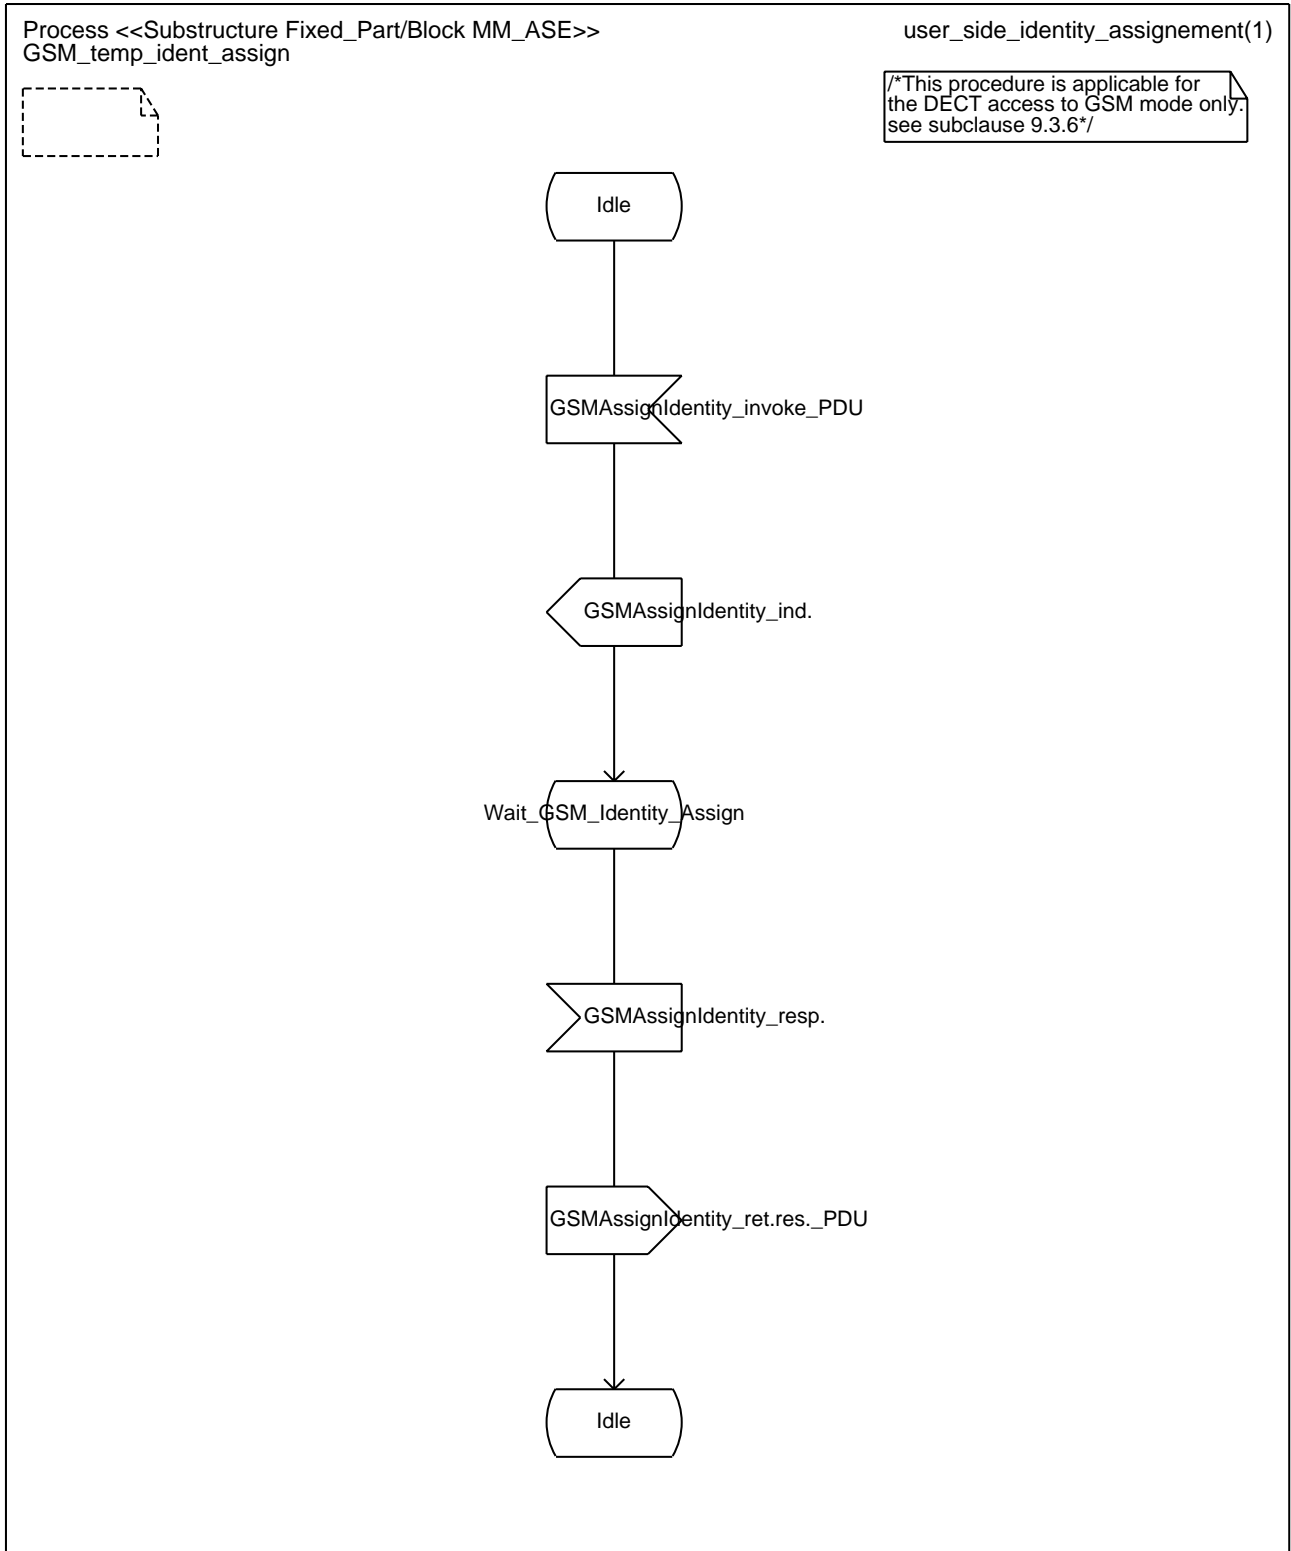 Process <<Substructure Fixed_Part/Block MM_ASE>>
GSM_temp_ident_assign
user_side_identity_assignement(1)
/*This procedure is applicable for
the DECT access to GSM mode only.
see subclause 9.3.6*/
Idle
GSMAssignIdentity_invoke_PDU
GSMAssignIdentity_ind.
Wait_GSM_Identity_Assign
GSMAssignIdentity_resp.
GSMAssignIdentity_ret.res._PDU
Idle